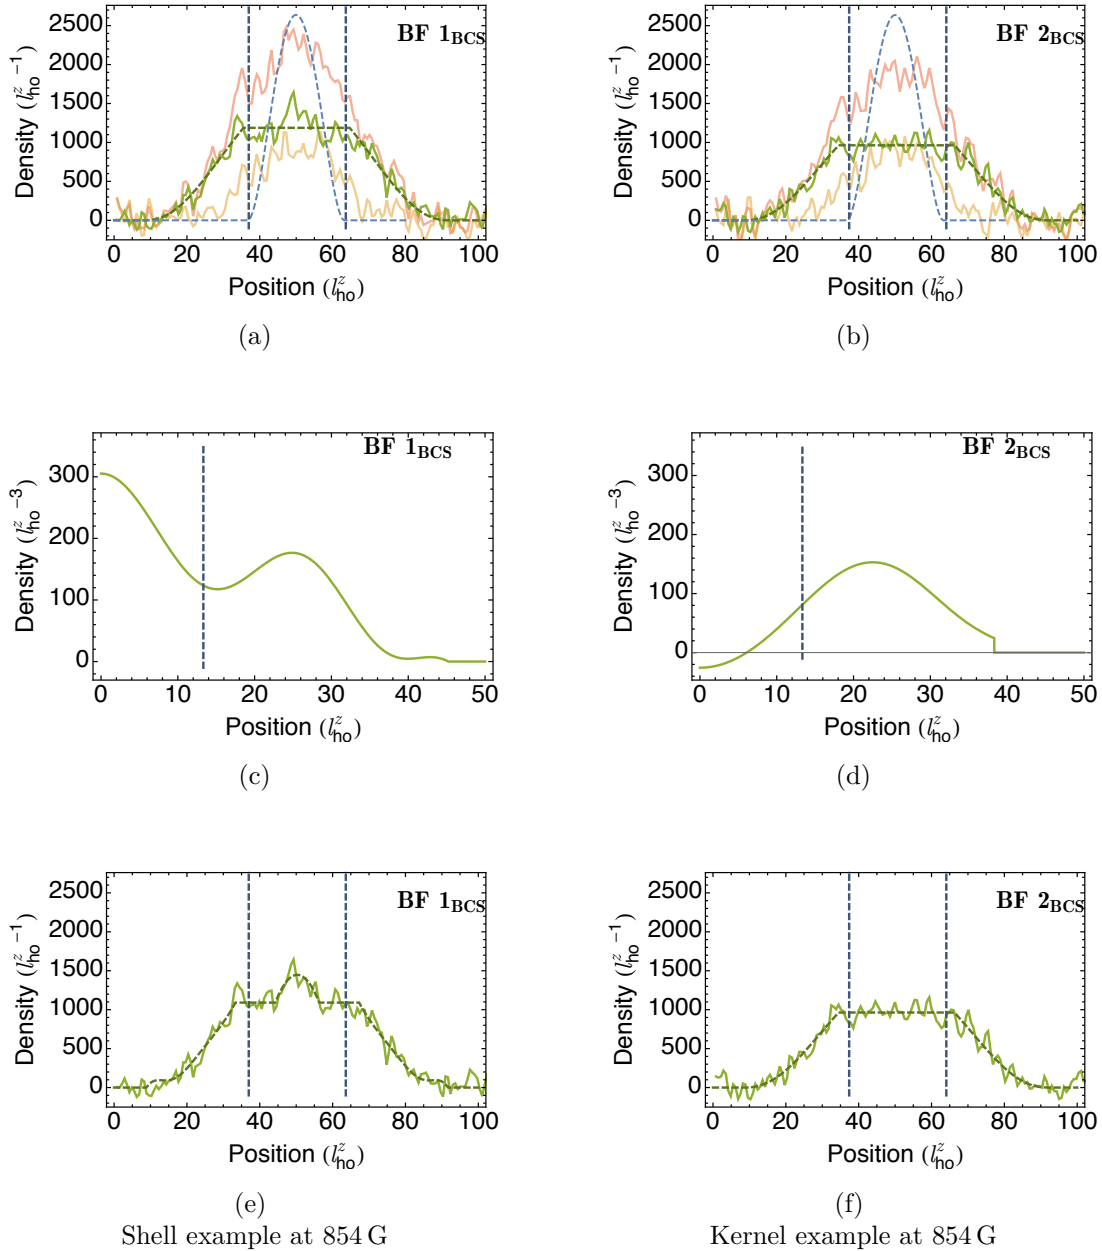 BF 1BCS
Density (l_ho^z −1)
2500
2000
1500
1000
500
0
0 20 40 60 80 100
Position (l_ho^z)
(a)
BF 2BCS
Density (l_ho^z −1)
2500
2000
1500
1000
500
0
0 20 40 60 80 100
Position (l_ho^z)
(b)
BF 1BCS
Density (l_ho^z −3)
300
200
100
0
0 10 20 30 40 50
Position (l_ho^z)
(c)
BF 2BCS
Density (l_ho^z −3)
300
200
100
0
0 10 20 30 40 50
Position (l_ho^z)
(d)
BF 1BCS
Density (l_ho^z −1)
2500
2000
1500
1000
500
0
0 20 40 60 80 100
Position (l_ho^z)
(e)
Shell example at 854 G
BF 2BCS
Density (l_ho^z −1)
2500
2000
1500
1000
500
0
0 20 40 60 80 100
Position (l_ho^z)
(f)
Kernel example at 854 G